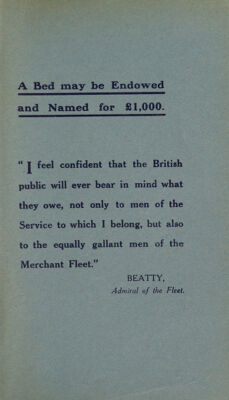 A Bed may be Endowed
and Named for £1,000.
"I feel confident that the British
public will ever bear in mind what
they owe, not only to men of the
Service to which I belong, but also
to the equally gallant men of the
Merchant Fleet."
BEATTY,
Admiral of the Fleet.